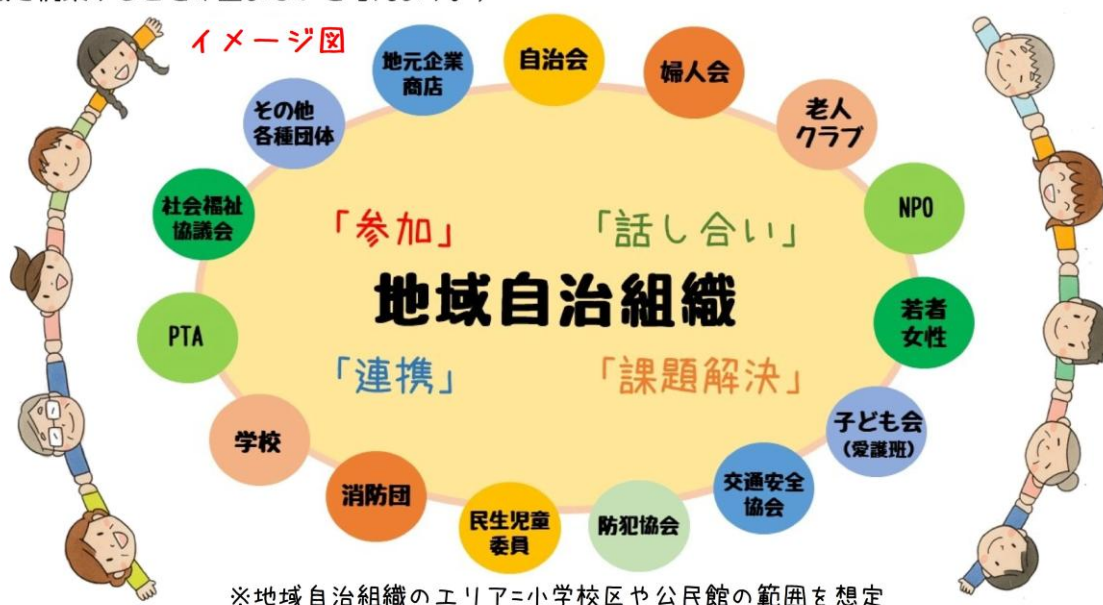 イメージ図
自治会
地元企業
商店
婦人会
その他
各種団体
老人
クラブ
社会福祉
協議会
NPO
「参加」
「話し合い」
地域自治組織
若者
女性
PTA
「連携」
「課題解決」
子ども会
(愛護班)
学校
消防団
交通安全
協会
民生児童
委員
防犯協会
※地域自治組織のエリア=小学校区や公民館の範囲を想定